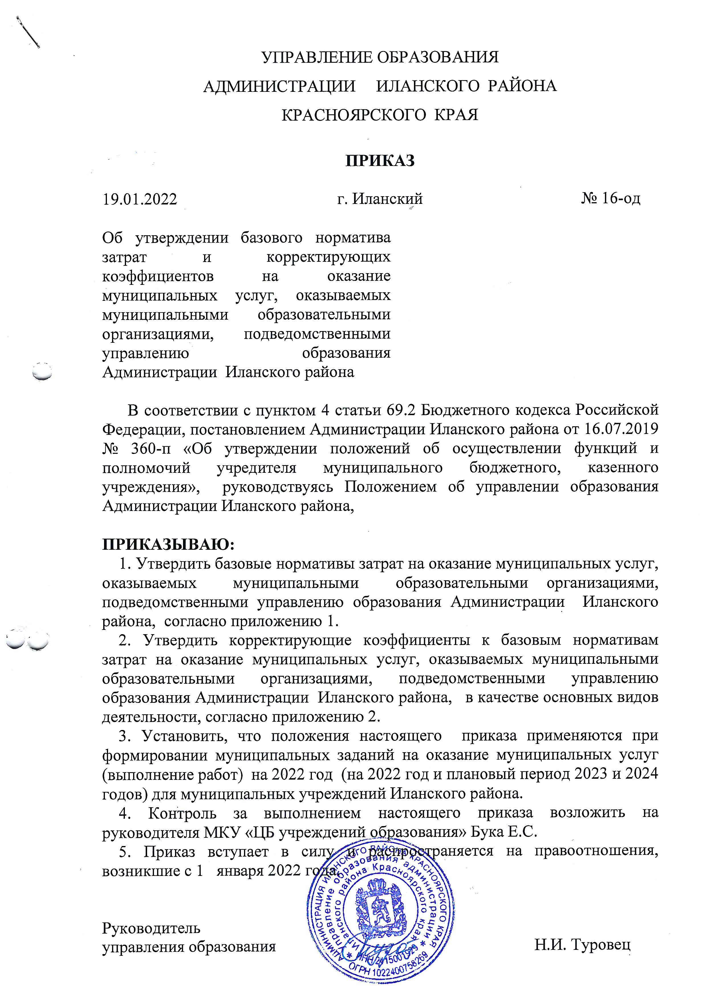 УПРАВЛЕНИЕ ОБРАЗОВАНИЯ
АДМИНИСТРАЦИИ ИЛАНСКОГО РАЙОНА
КРАСНОЯРСКОГО КРАЯ
ПРИКАЗ
19.01.2022 г. Иланский № 16-од
Об утверждении базового норматива
затрат и корректирующих
коэффициентов на оказание
муниципальных услуг, оказываемых
муниципальными образовательными
организациями, подведомственными
управлению образования
Администрации Иланского района
В соответствии с пунктом 4 статьи 69.2 Бюджетного кодекса Российской
Федерации, постановлением Администрации Иланского района от 16.07.2019
№ 360-п «Об утверждении положений об осуществлении функций и
полномочий учредителя муниципального бюджетного, казенного
учреждения», руководствуясь Положением об управлении образования
Администрации Иланского района,
ПРИКАЗЫВАЮ:
1. Утвердить базовые нормативы затрат на оказание муниципальных услуг,
оказываемых муниципальными образовательными организациями,
подведомственными управлению образования Администрации Иланского
района, согласно приложению 1.
2. Утвердить корректирующие коэффициенты к базовым нормативам
затрат на оказание муниципальных услуг, оказываемых муниципальными
образовательными организациями, подведомственными управлению
образования Администрации Иланского района, в качестве основных видов
деятельности, согласно приложению 2.
3. Установить, что положения настоящего приказа применяются при
формировании муниципальных заданий на оказание муниципальных услуг
(выполнение работ) на 2022 год (на 2022 год и плановый период 2023 и 2024
годов) для муниципальных учреждений Иланского района.
4. Контроль за выполнением настоящего приказа возложить на
руководителя МКУ «ЦБ учреждений образования» Бука Е.С.
5. Приказ вступает в силу и распространяется на правоотношения,
возникшие с 1 января 2022 года.
АДМИНИСТРАЦИЯ ИЛАНСКОГО РАЙОНА КРАСНОЯРСКОГО КРАЯ
Управление образования администрации
Иланского района Красноярского края
ИНН 2415001929
ОГРН 1022400758269
Руководитель
управления образования Н.И. Туровец